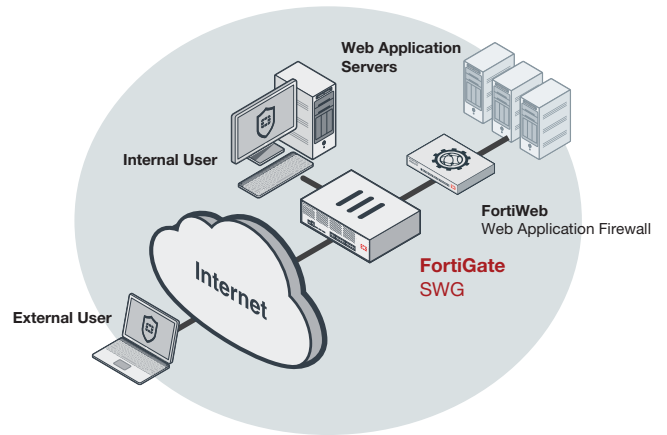 Web Application
Servers
Internal User
FortiWeb
Web Application Firewall
FortiGate
SWG
Internet
External User